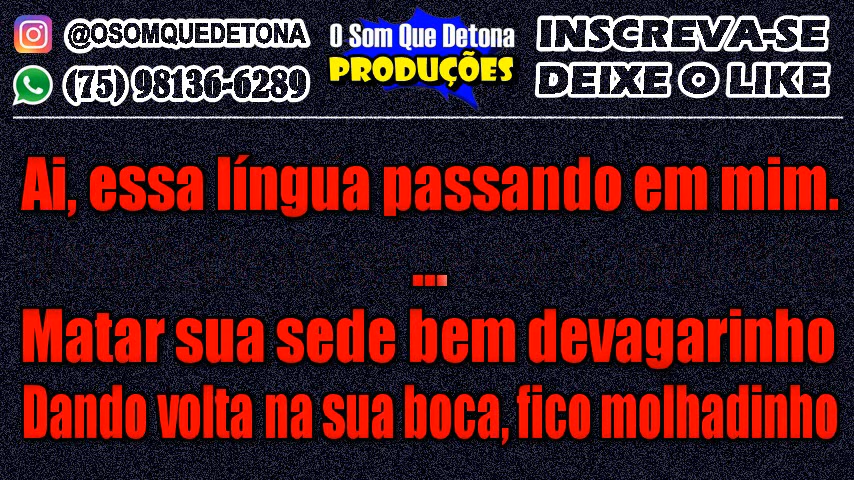 @OSOMQUEDETONA
(75) 98136-6289
O Som Que Detona
PRODUÇÕES
INSCREVA-SE
DEIXE O LIKE
Ai, essa língua passando em mim.
...
Matar sua sede bem devagarinho
Dando volta na sua boca, fico molhadinho